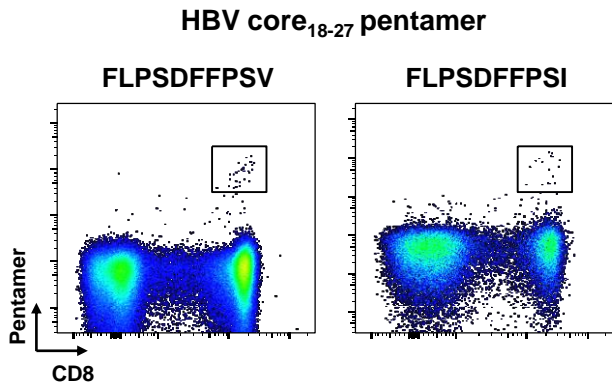 HBV core18-27 pentamer
FLPSDFFPSV
FLPSDFFPSI
Pentamer
CD8